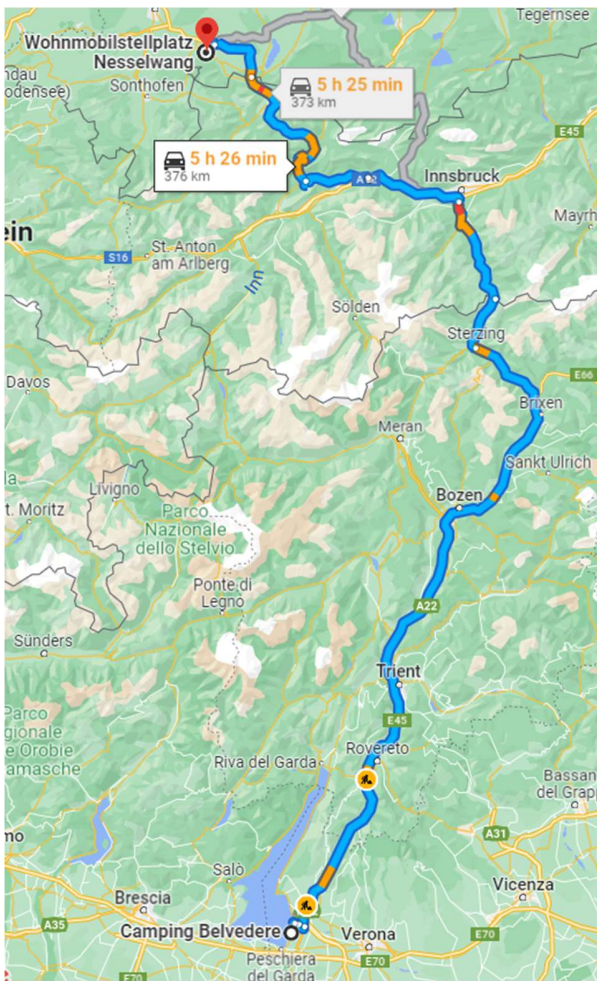 Tegernsee
Wohnmobilstellplatz
Nesselwang
ndau
odensee)
Sonthofen
5 h 25 min
373 km
E45
5 h 26 min
376 km
Innsbruck
ein
Mayrh
St. Anton
am Arlberg
S16
Inn
Sölden
Sterzing
E66
Davos
Brixen
Meran
Sankt Ulrich
Livigno
t. Moritz
Bozen
Parco
Nazionale
dello Stelvio
Ponte di
Legno
A22
Sünders
Trient
Parco
gionale
e Orobie
amasche
E45
Rovereto
Riva del Garda
Bassan
del Grap
mo
A31
Salò
Vicenza
Brescia
A35
Camping Belvedere
Verona
E70
Peschiera
del Garda
E70
E70